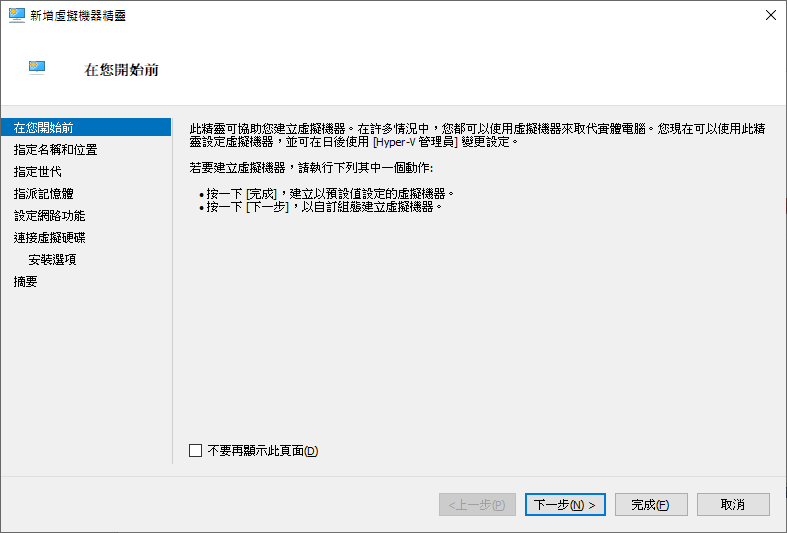 新增虛擬機器精靈
在您開始前
在您開始前
指定名稱和位置
指定世代
指派記憶體
設定網路功能
連接虛擬硬碟
安裝選項
摘要
此精靈可協助您建立虛擬機器。在許多情況中，您都可以使用虛擬機器來取代實體電腦。您現在可以使用此精
靈設定虛擬機器，並可在日後使用 [Hyper-V 管理員] 變更設定。
若要建立虛擬機器，請執行下列其中一個動作:
• 按一下 [完成]，建立以預設值設定的虛擬機器。
• 按一下 [下一步]，以自訂組態建立虛擬機器。
不要再顯示此頁面(D)
<上一步(P)
下一步(N) >
完成(F)
取消